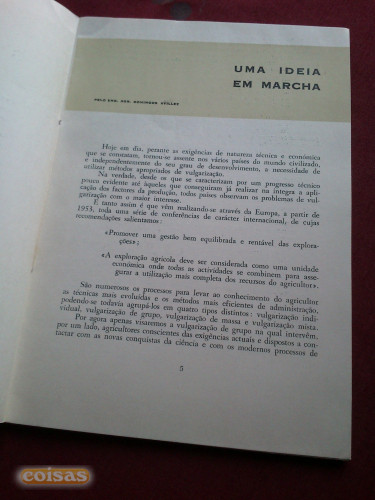 UMA IDEIA
EM MARCHA
PELO ENG. AGR. HENRIQUE
Hoje em dia, perante as exigências de natureza técnica e económica
que se constatam, tornou-se assente nos vários países do mundo civilizado,
e independentemente do seu grau de desenvolvimento, a necessidade de
utilizar métodos apropriados de vulgarização.
Na verdade, desde os que se caracterizam por um progresso técnico
pouco evidente até àqueles que conseguiram já realizar na íntegra a apli-
cação dos factores da produção, todos países observam os problemas de vul-
garização com o maior interesse.
E tanto assim é que vêm realizando-se através da Europa, a partir de
1953, toda uma série de conferências de carácter internacional, de cujas
recomendações salientamos:
«Promover uma gestão bem equilibrada e rentável das explora-
ções»;
«A exploração agrícola deve ser considerada como uma unidade
económica onde todas as actividades se combinem para asse-
gurar a utilização mais completa dos recursos do agricultor».
São numerosos os processos para levar ao conhecimento do agricultor
as técnicas mais evoluídas e os métodos mais eficientes de administração,
podendo-se todavia agrupá-los em quatro tipos distintos: vulgarização indi-
vidual, vulgarização de grupo, vulgarização de massa e vulgarização mista.
Por agora apenas visaremos a vulgarização de grupo na qual intervêm,
por um lado, agricultores conscientes das exigências actuais e dispostos a con-
tactar com as novas conquistas da ciência e com os modernos processos de
5
coisas